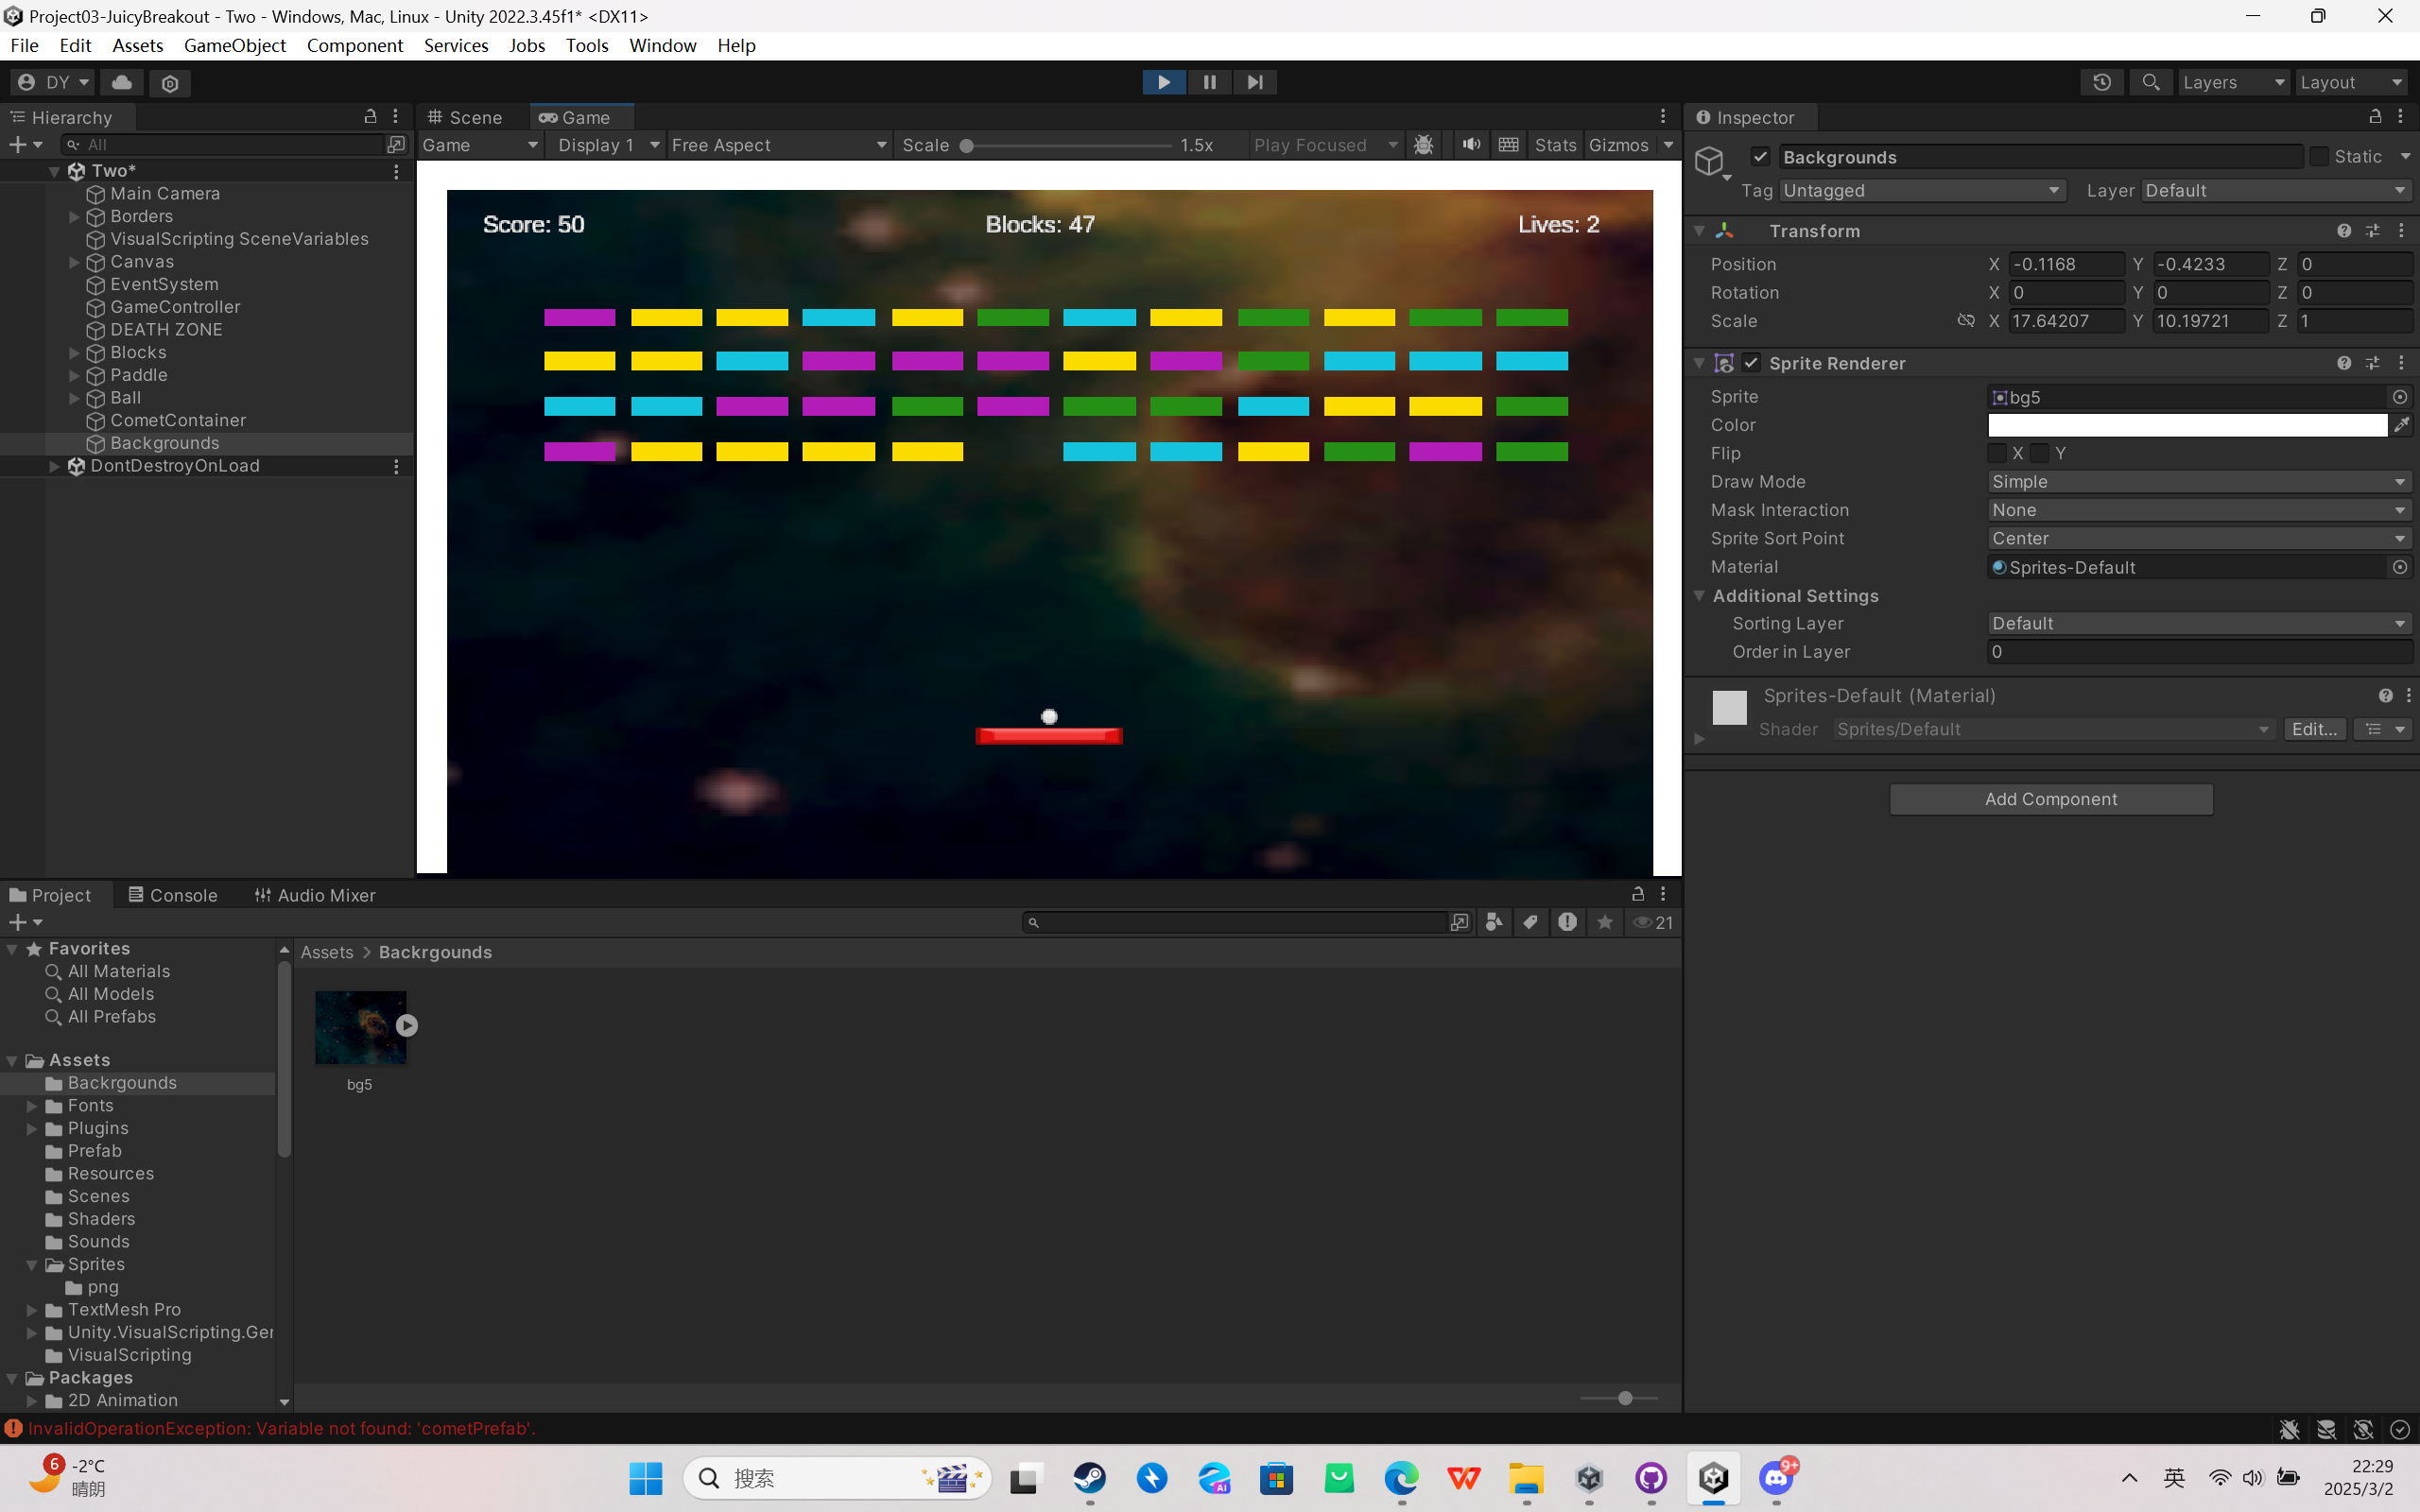 Project03-JuicyBreakout - Two - Windows, Mac, Linux - Unity 2022.3.45f1* <DX11>
File Edit Assets GameObject Component Services Jobs Tools Window Help
DY Layers Layout
Hierarchy
All
Two*
Main Camera
Borders
VisualScripting SceneVariables
Canvas
EventSystem
GameController
DEATH ZONE
Blocks
Paddle
Ball
CometContainer
Backgrounds
DontDestroyOnLoad
Scene Game
Game Display 1 Free Aspect Scale 1.5x Play Focused Stats Gizmos
Score: 50 Blocks: 47 Lives: 2
Inspector
Backgrounds Static
Tag Untagged Layer Default
Transform
Position X -0.1168 Y -0.4233 Z 0
Rotation X 0 Y 0 Z 0
Scale X 17.64207 Y 10.19721 Z 1
Sprite Renderer
Sprite bg5
Color
Flip X Y
Draw Mode Simple
Mask Interaction None
Sprite Sort Point Center
Material Sprites-Default
Additional Settings
Sorting Layer Default
Order in Layer 0
Sprites-Default (Material)
Shader Sprites/Default Edit...
Add Component
Project Console Audio Mixer
21
Favorites
All Materials
All Models
All Prefabs
Assets
Backrgounds
Fonts
Plugins
Prefab
Resources
Scenes
Shaders
Sounds
Sprites
png
TextMesh Pro
Unity.VisualScripting.Ger
VisualScripting
Packages
2D Animation
Assets > Backrgounds
bg5
InvalidOperationException: Variable not found: 'cometPrefab'.
6
-2°C
晴朗
搜索
AI
9+
英
22:29
2025/3/2